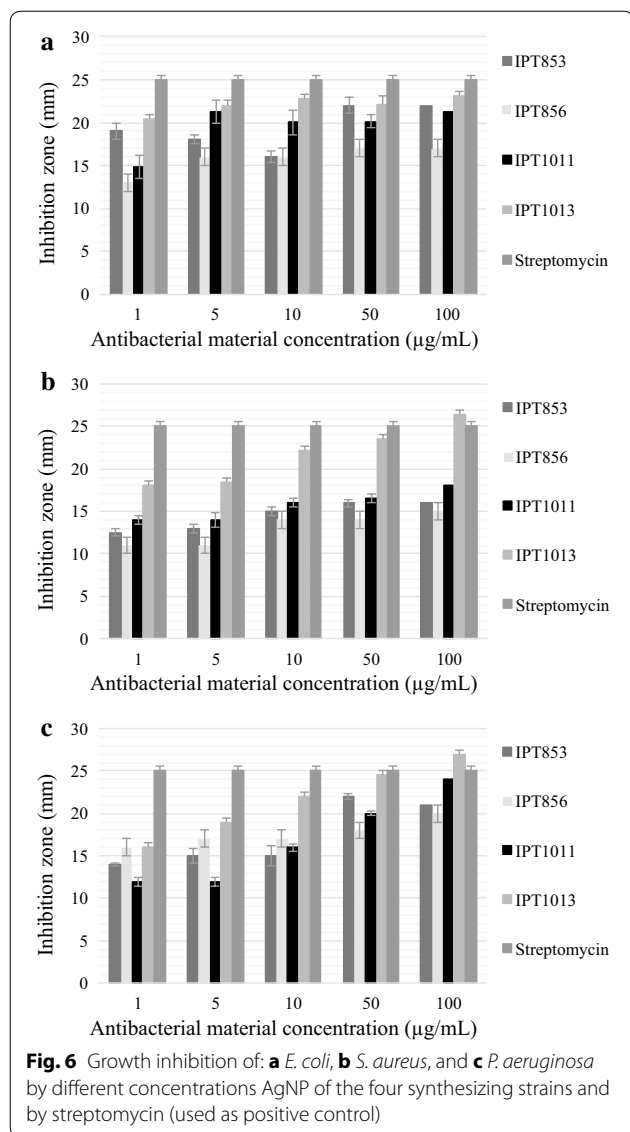 a
30
25
20
15
10
5
0
Inhibition zone (mm)
1 5 10 50 100
Antibacterial material concentration (µg/mL)
IPT853
IPT856
IPT1011
IPT1013
Streptomycin
b
30
25
20
15
10
5
0
Inhibition zone (mm)
1 5 10 50 100
Antibacterial material concentration (µg/mL)
IPT853
IPT856
IPT1011
IPT1013
Streptomycin
c
30
25
20
15
10
5
0
Inhibition zone (mm)
1 5 10 50 100
Antibacterial material concentration (µg/mL)
IPT853
IPT856
IPT1011
IPT1013
Streptomycin
Fig. 6 Growth inhibition of: a E. coli, b S. aureus, and c P. aeruginosa
by different concentrations AgNP of the four synthesizing strains and
by streptomycin (used as positive control)